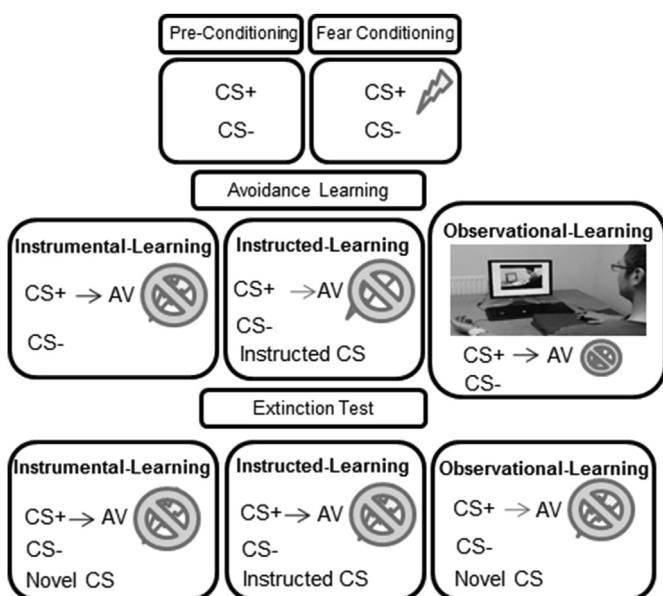 Pre-Conditioning
Fear Conditioning
CS+
CS-
CS+
CS-
Avoidance Learning
Instrumental-Learning
CS+ → AV
CS-
Instructed-Learning
CS+ → AV
CS-
Instructed CS
Observational-Learning
CS+ → AV
CS-
Extinction Test
Instrumental-Learning
CS+ → AV
CS-
Novel CS
Instructed-Learning
CS+ → AV
CS-
Instructed CS
Observational-Learning
CS+ → AV
CS-
Novel CS